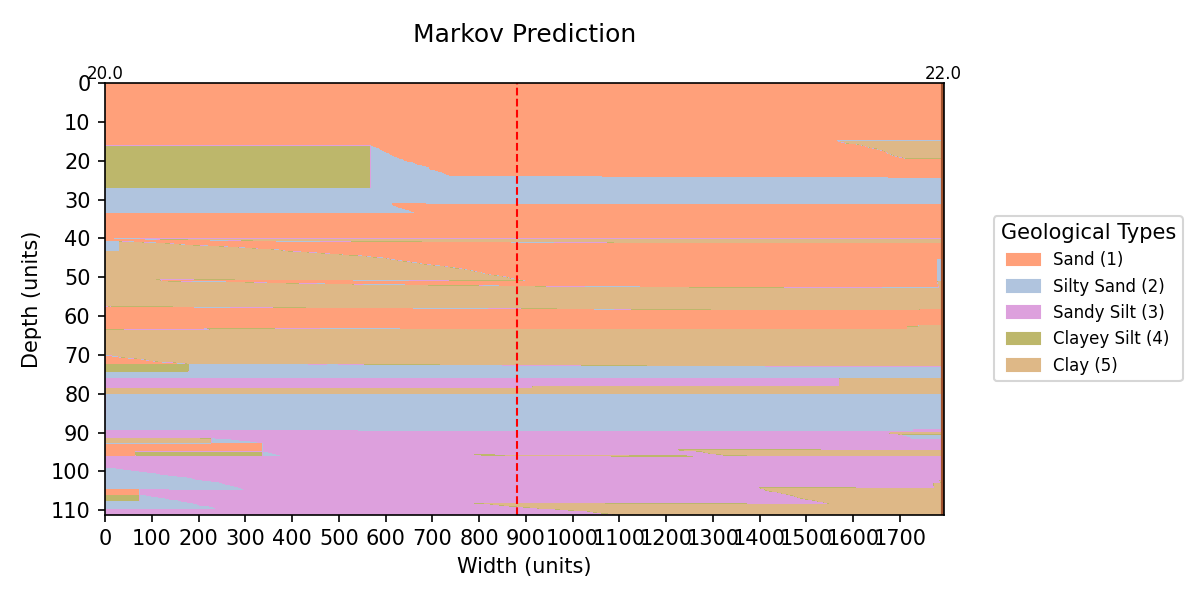 Markov Prediction
20.0 22.0
Depth (units)
0
10
20
30
40
50
60
70
80
90
100
110
0 100 200 300 400 500 600 700 800 900 1000 1100 1200 1300 1400 1500 1600 1700
Width (units)
Geological Types
Sand (1)
Silty Sand (2)
Sandy Silt (3)
Clayey Silt (4)
Clay (5)